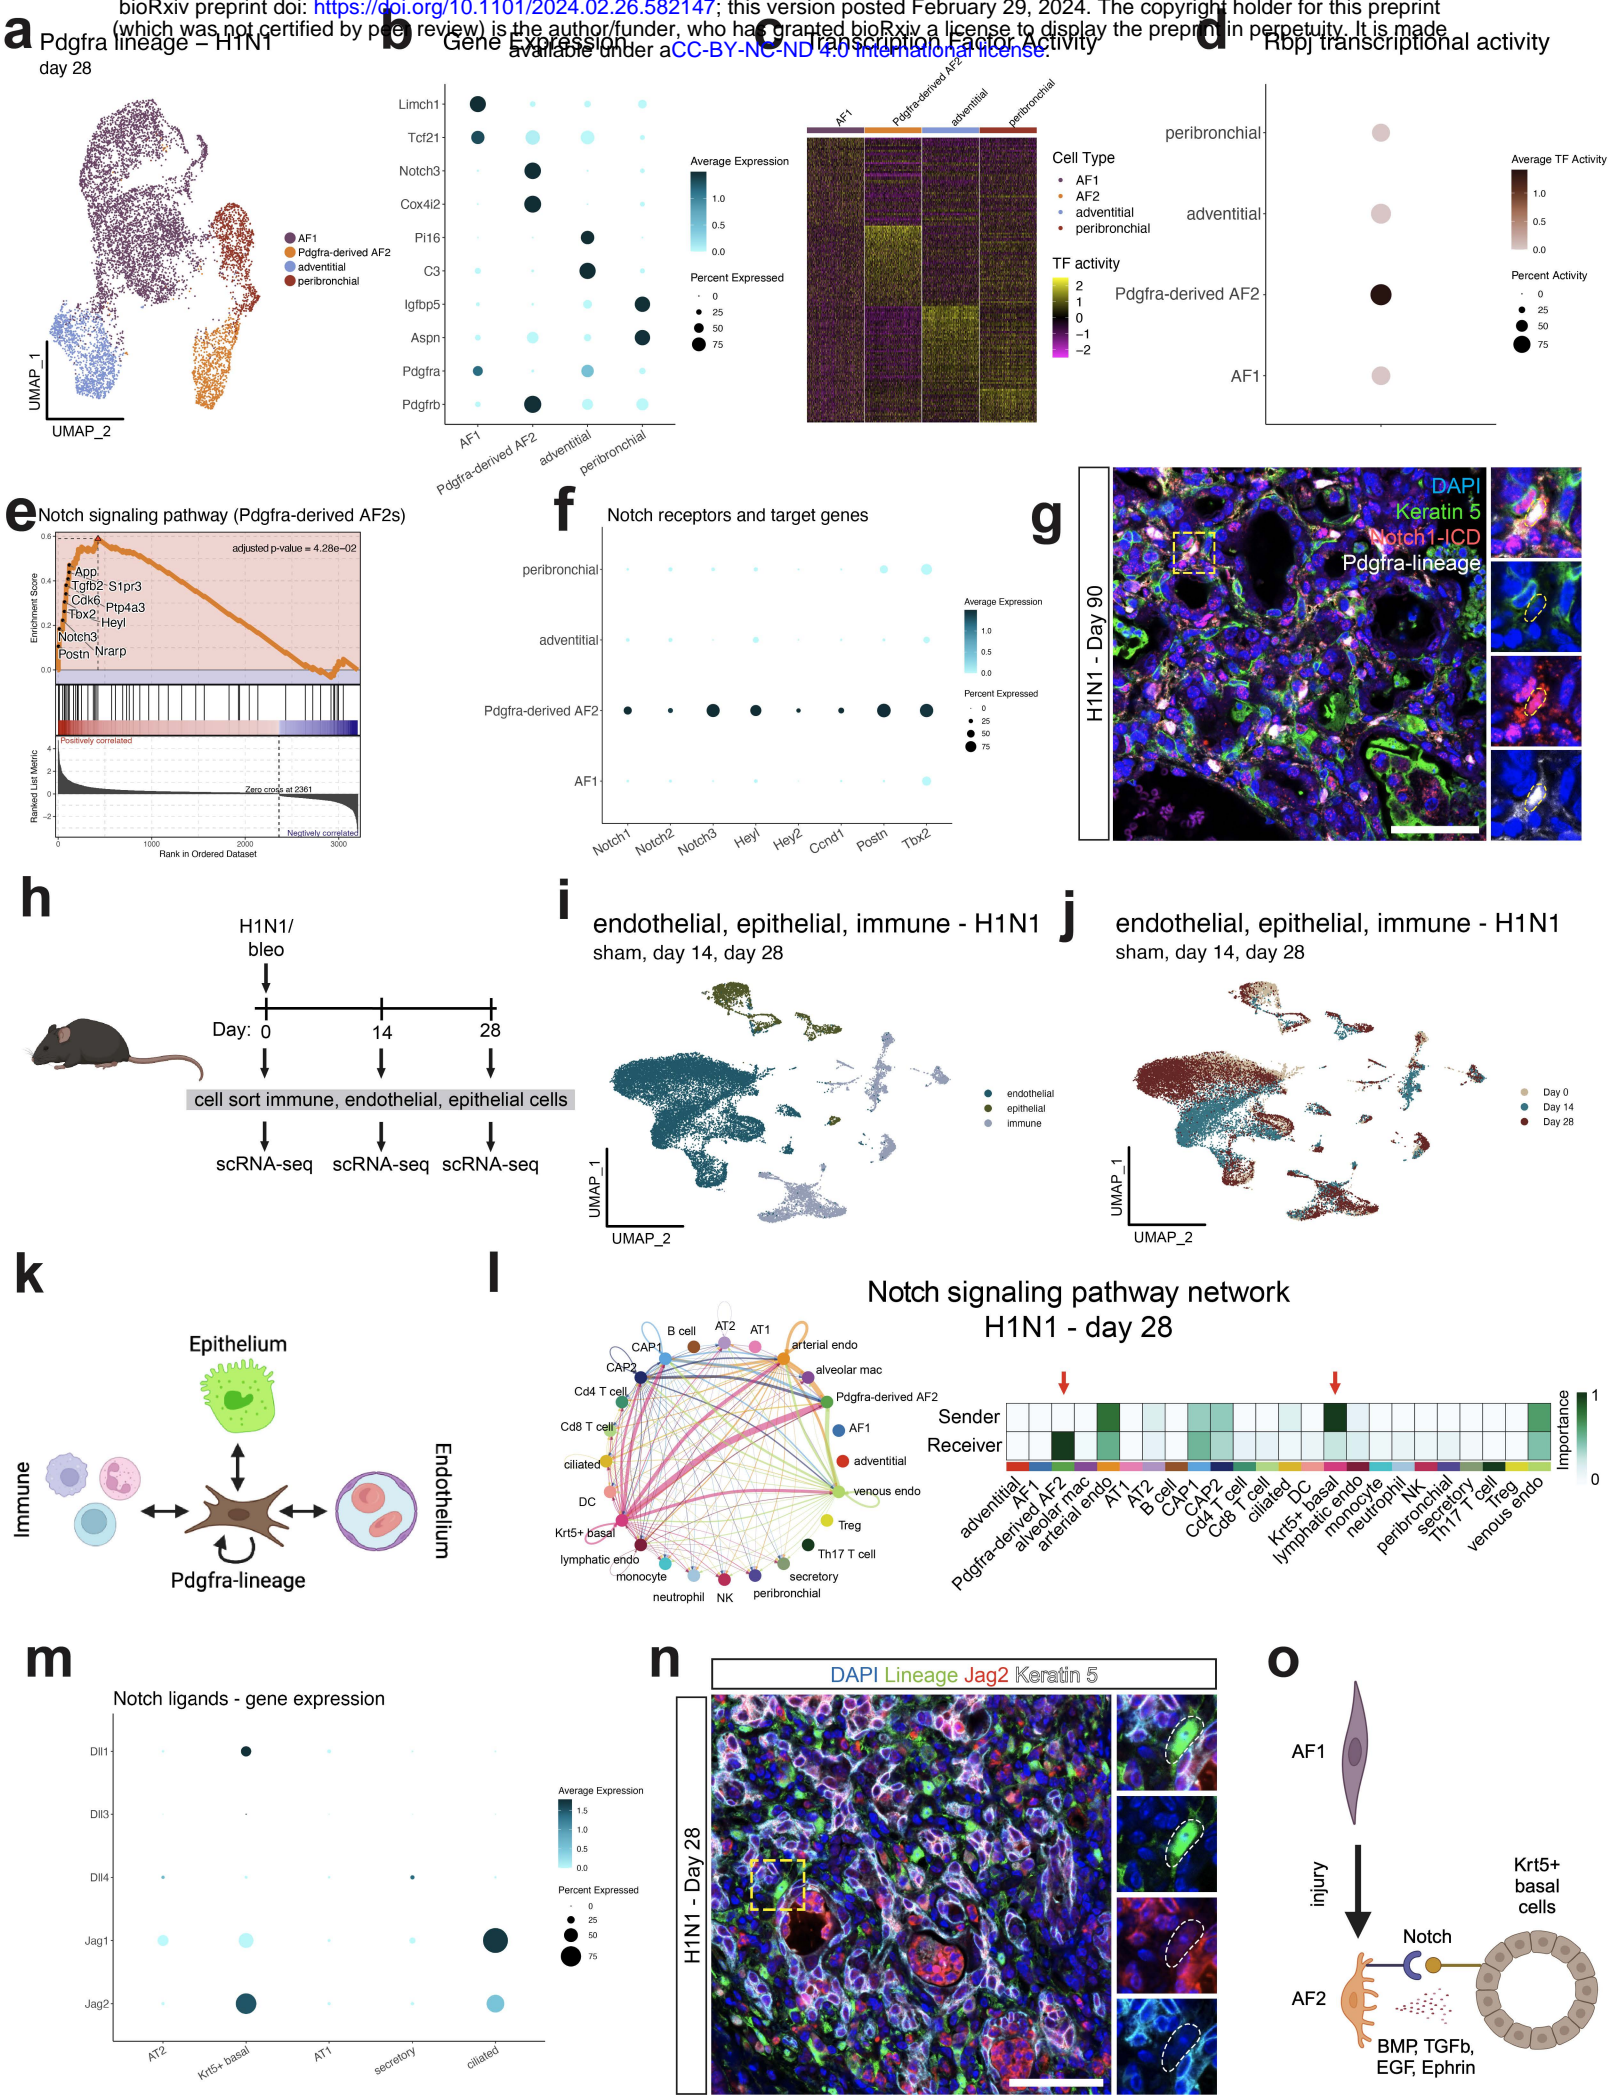 bioRxiv preprint doi: https://doi.org/10.1101/2024.02.26.582147; this version posted February 29, 2024. The copyright holder for this preprint
(which was not certified by peer review) is the author/funder, who has granted bioRxiv a license to display the preprint in perpetuity. It is made
available under aCC-BY-NC-ND 4.0 International license.
a Pdgfra lineage – H1N1
day 28
AF1
Pdgfra-derived AF2
adventitial
peribronchial
UMAP_1
UMAP_2
b Gene Expression
Limch1
Tcf21
Notch3
Cox4i2
Pi16
C3
Igfbp5
Aspn
Pdgfra
Pdgfrb
AF1
Pdgfra-derived AF2
adventitial
peribronchial
Average Expression
1.0
0.5
0.0
Percent Expressed
0
25
50
75
c Transcription Factor Activity
AF1
Pdgfra-derived AF2
adventitial
peribronchial
Cell Type
AF1
AF2
adventitial
peribronchial
TF activity
2
1
0
−1
−2
d Rbpj transcriptional activity
peribronchial
adventitial
Pdgfra-derived AF2
AF1
Average TF Activity
1.0
0.5
0.0
Percent Activity
0
25
50
75
e Notch signaling pathway (Pdgfra-derived AF2s)
adjusted p-value = 4.28e−02
Enrichment Score
0.6
0.4
0.2
0.0
App
Tgfb2 S1pr3
Cdk6
Ptp4a3
Tbx2
Heyl
Notch3
Nrarp
Postn
Positively correlated
Zero cross at 2361
Negtively correlated
Ranked List Metric
4
2
0
−2
0 1000 2000 3000
Rank in Ordered Dataset
f Notch receptors and target genes
peribronchial
adventitial
Pdgfra-derived AF2
AF1
Notch1
Notch2
Notch3
Heyl
Hey2
Ccnd1
Postn
Tbx2
Average Expression
1.0
0.5
0.0
Percent Expressed
0
25
50
75
g
H1N1 - Day 90
DAPI
Keratin 5
Notch1-ICD
Pdgfra-lineage
h
H1N1/
bleo
Day: 0 14 28
cell sort immune, endothelial, epithelial cells
scRNA-seq scRNA-seq scRNA-seq
i endothelial, epithelial, immune - H1N1
sham, day 14, day 28
endothelial
epithelial
immune
UMAP_1
UMAP_2
j endothelial, epithelial, immune - H1N1
sham, day 14, day 28
Day 0
Day 14
Day 28
UMAP_1
UMAP_2
k
Epithelium
Immune
Endothelium
Pdgfra-lineage
l Notch signaling pathway network
H1N1 - day 28
B cell
AT2
AT1
arterial endo
alveolar mac
Pdgfra-derived AF2
AF1
adventitial
venous endo
Treg
Th17 T cell
secretory
peribronchial
NK
neutrophil
monocyte
lymphatic endo
Krt5+ basal
DC
ciliated
Cd8 T cell
Cd4 T cell
CAP2
CAP1
Sender
Receiver
adventitial
AF1
Pdgfra-derived AF2
alveolar mac
arterial endo
AT1
AT2
B cell
CAP1
CAP2
Cd4 T cell
Cd8 T cell
ciliated
DC
Krt5+ basal
lymphatic endo
monocyte
neutrophil
NK
peribronchial
secretory
Th17 T cell
Treg
venous endo
Importance
1
0
m
Notch ligands - gene expression
Dll1
Dll3
Dll4
Jag1
Jag2
AT2
Krt5+ basal
AT1
secretory
ciliated
Average Expression
1.5
1.0
0.5
0.0
Percent Expressed
0
25
50
75
n
DAPI Lineage Jag2 Keratin 5
H1N1 - Day 28
o
AF1
injury
Krt5+
basal
cells
Notch
AF2
BMP, TGFb,
EGF, Ephrin